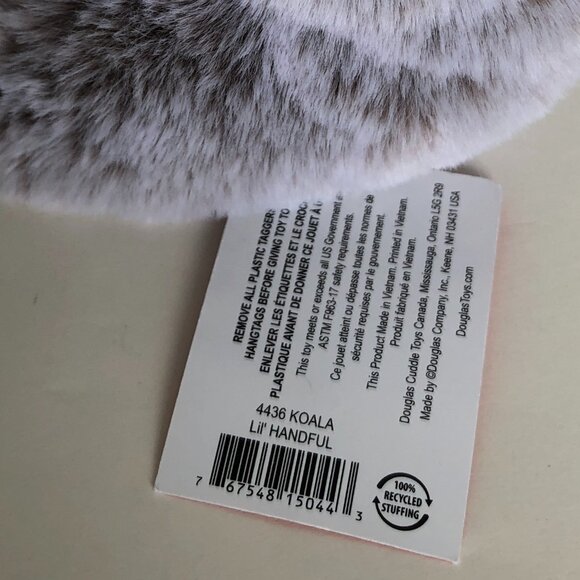 REMOVE ALL PLASTIC TAGGERS
HANGTAGS BEFORE GIVING TOY TO
ENLEVER LES ÉTIQUETTES ET LE CROC
PLASTIQUE AVANT DE DONNER CE JOUET À
This toy meets or exceeds all US Government
ASTM F963-17 safety requirements.
Ce jouet atteint ou dépasse toutes les normes de
sécurité requises par le gouvernement.
This Product Made in Vietnam. Printed in Vietnam.
Produit fabriqué en Vietnam.
Douglas Cuddle Toys Canada, Mississauga, Ontario L5G 2R9
Made by ©Douglas Company, Inc., Keene, NH 03431 USA
DouglasToys.com
4436 KOALA
Lil' HANDFUL
7 67548 15044 3
100%
RECYCLED
STUFFING